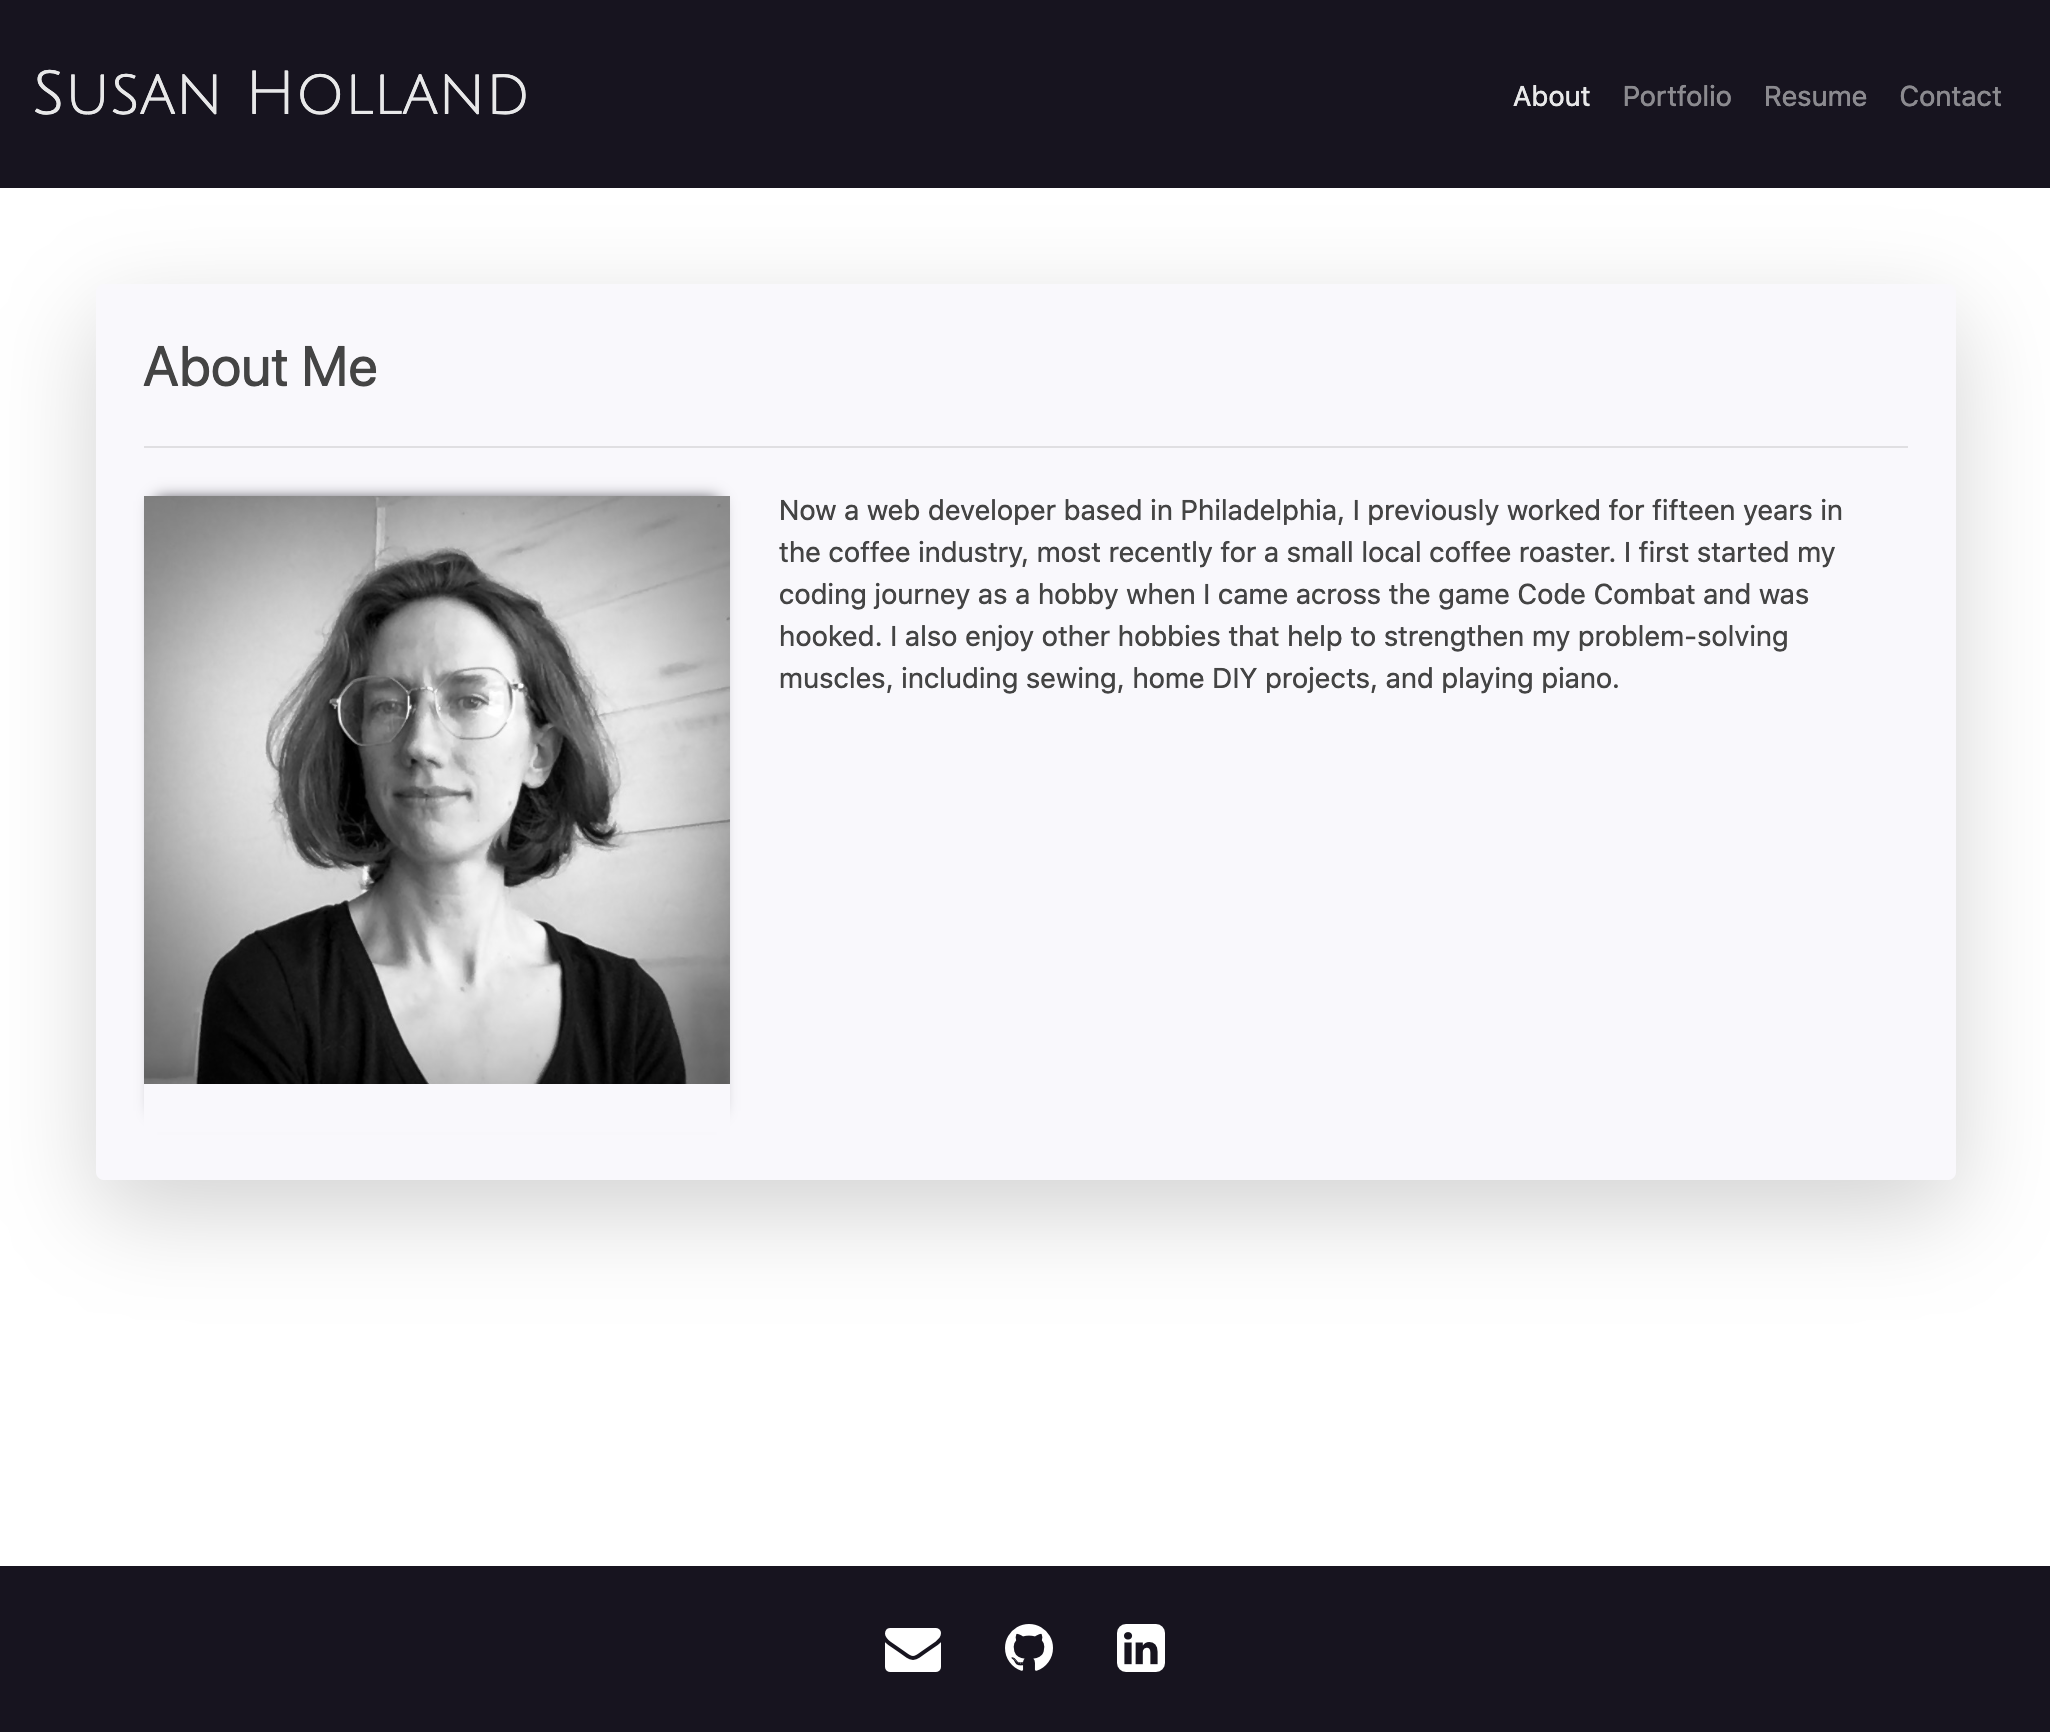 Susan Holland
About Portfolio Resume Contact
About Me
Now a web developer based in Philadelphia, I previously worked for fifteen years in
the coffee industry, most recently for a small local coffee roaster. I first started my
coding journey as a hobby when I came across the game Code Combat and was
hooked. I also enjoy other hobbies that help to strengthen my problem-solving
muscles, including sewing, home DIY projects, and playing piano.
in